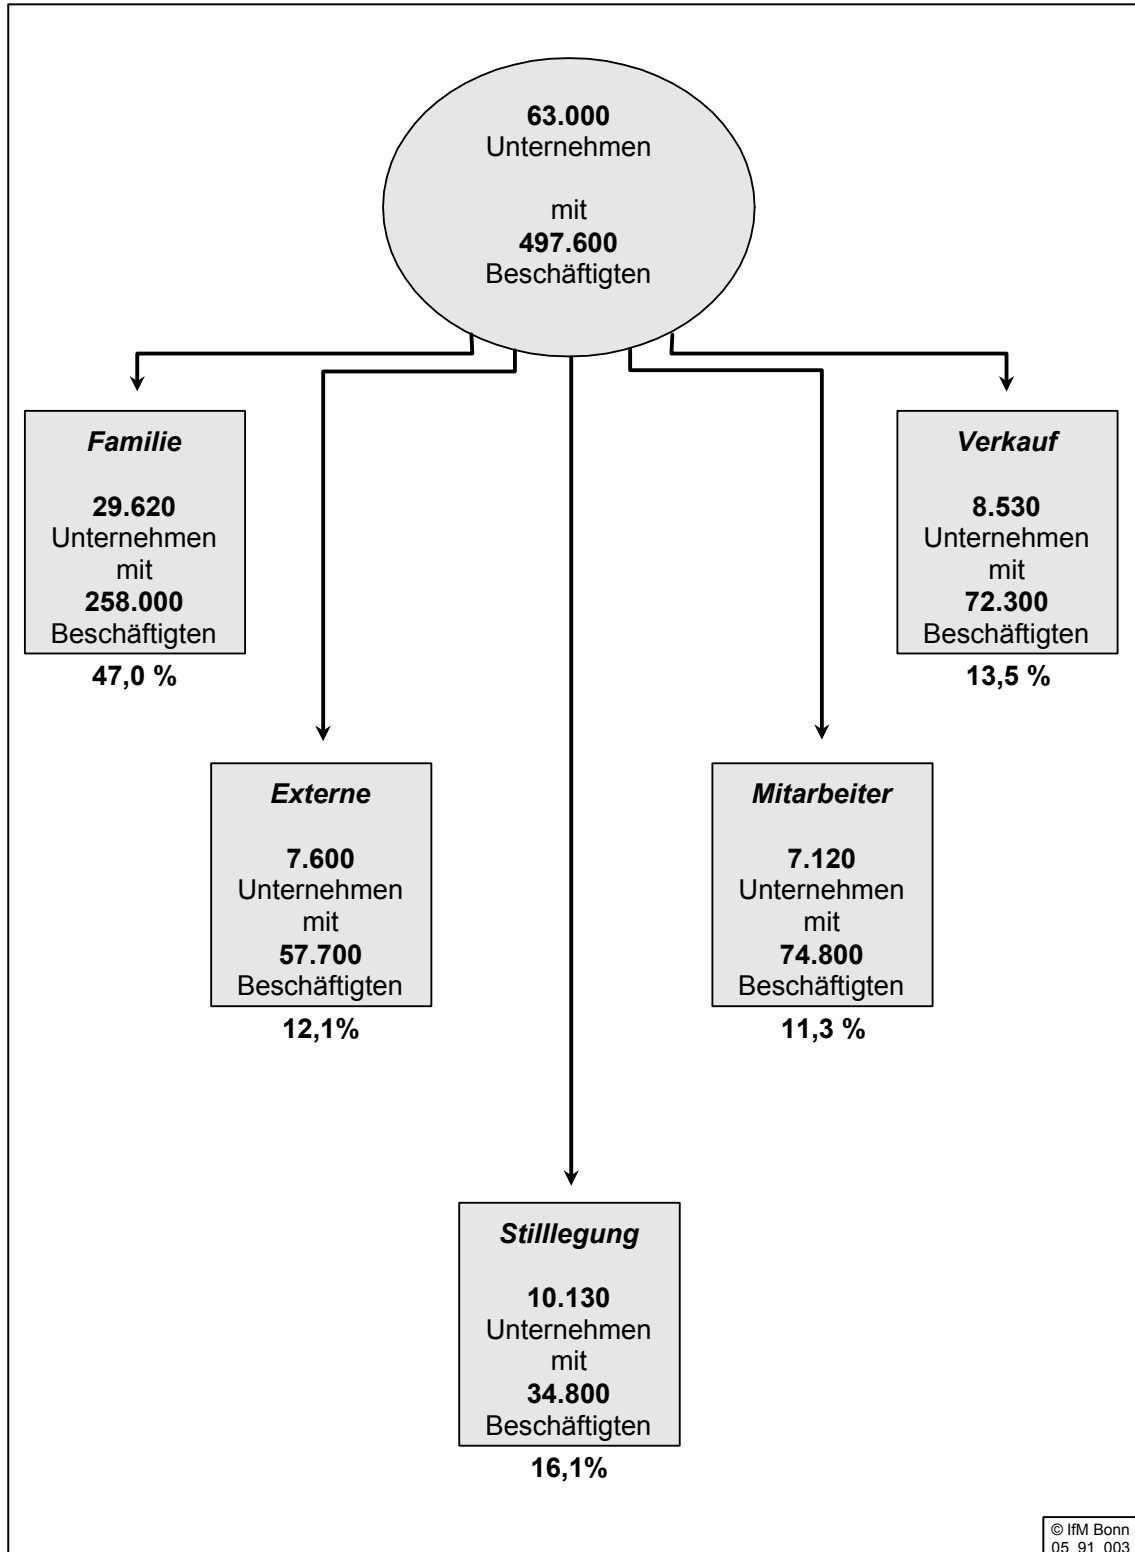 63.000
Unternehmen
mit
497.600
Beschäftigten
Familie
29.620
Unternehmen
mit
258.000
Beschäftigten
47,0 %
Verkauf
8.530
Unternehmen
mit
72.300
Beschäftigten
13,5 %
Externe
7.600
Unternehmen
mit
57.700
Beschäftigten
12,1%
Mitarbeiter
7.120
Unternehmen
mit
74.800
Beschäftigten
11,3 %
Stilllegung
10.130
Unternehmen
mit
34.800
Beschäftigten
16,1%
© IfM Bonn
05 91 003